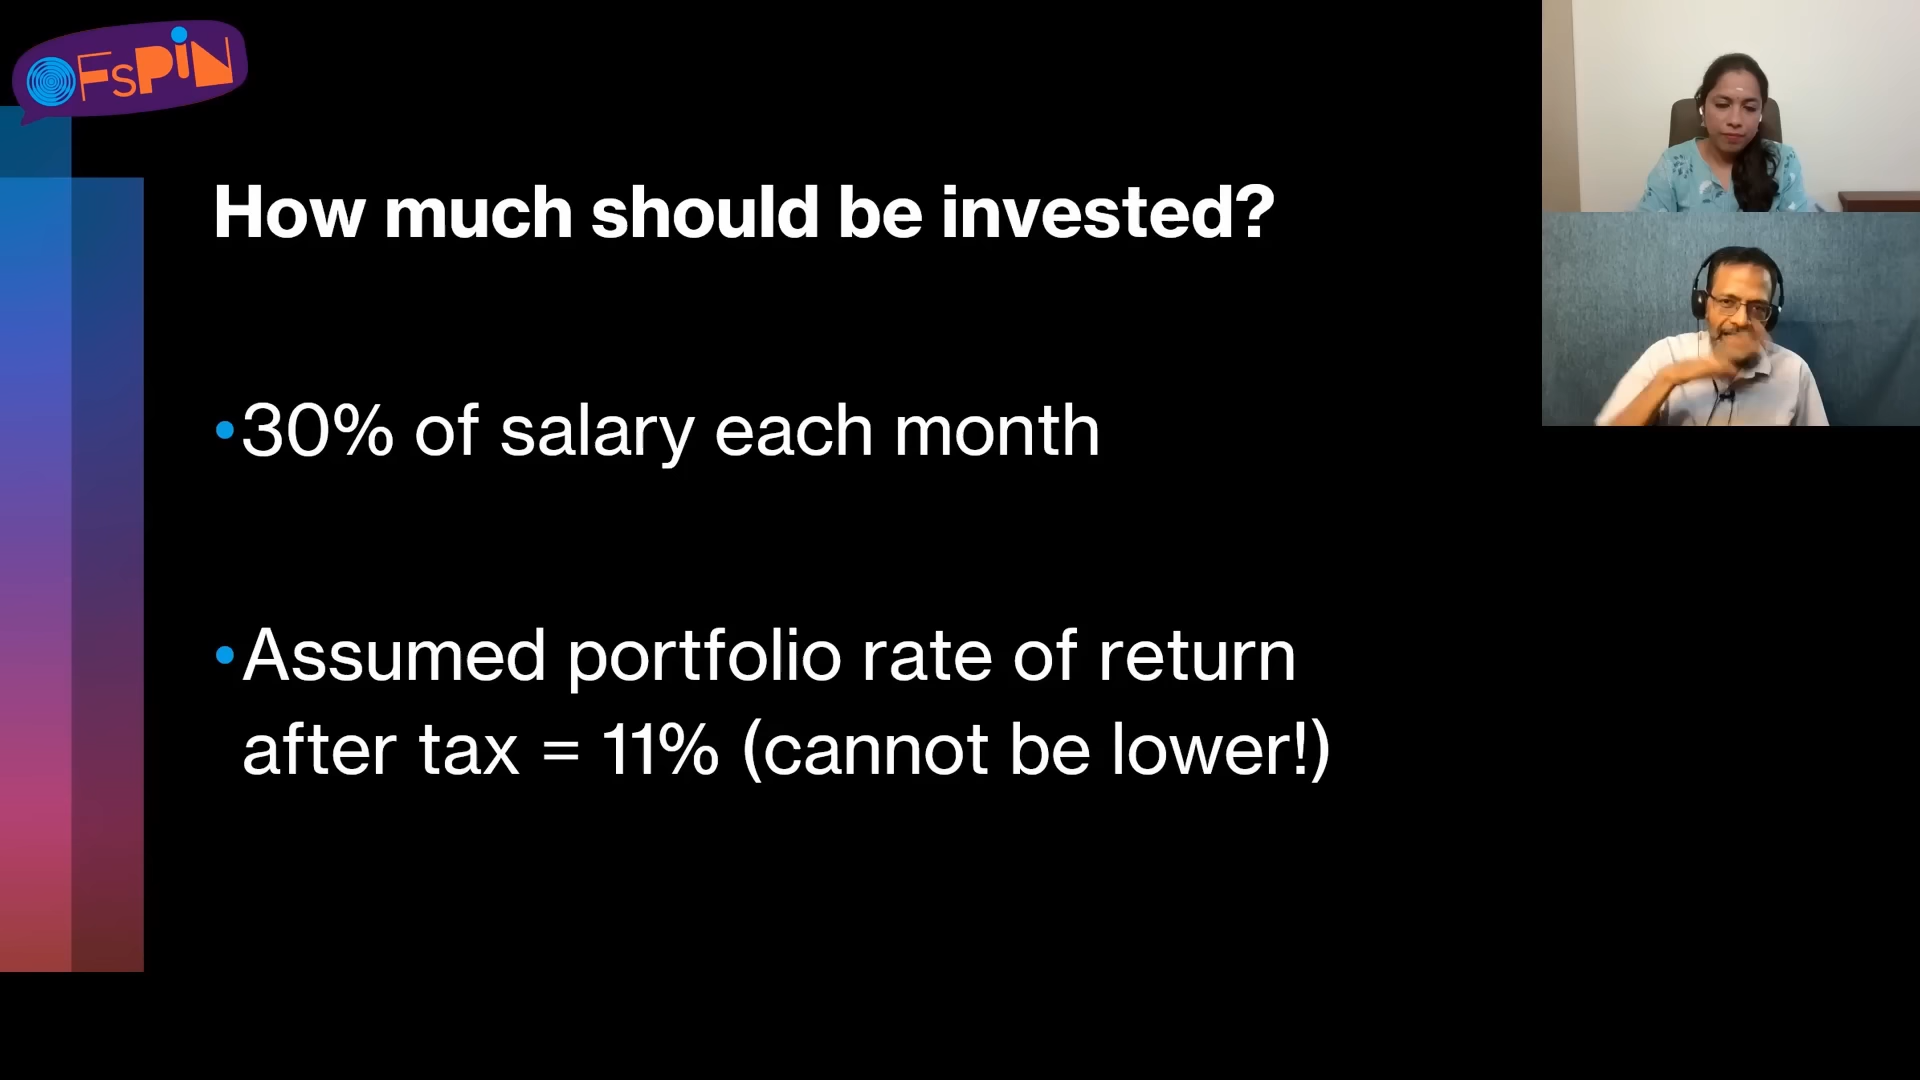 OFSPiN
How much should be invested?
•30% of salary each month
•Assumed portfolio rate of return
after tax = 11% (cannot be lower!)